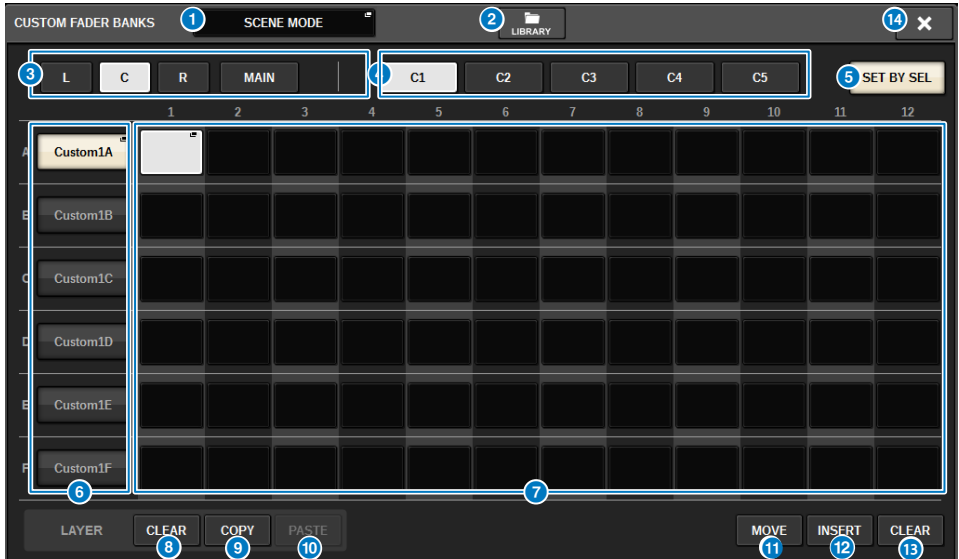 CUSTOM FADER BANKS 1 SCENE MODE 2 LIBRARY 14 ×
3 L C R MAIN 4 C1 C2 C3 C4 C5 5 SET BY SEL
1 2 3 4 5 6 7 8 9 10 11 12
A Custom1A
B Custom1B
C Custom1C
D Custom1D
E Custom1E
F Custom1F
6 7
LAYER CLEAR COPY PASTE MOVE INSERT CLEAR
8 9 10 11 12 13